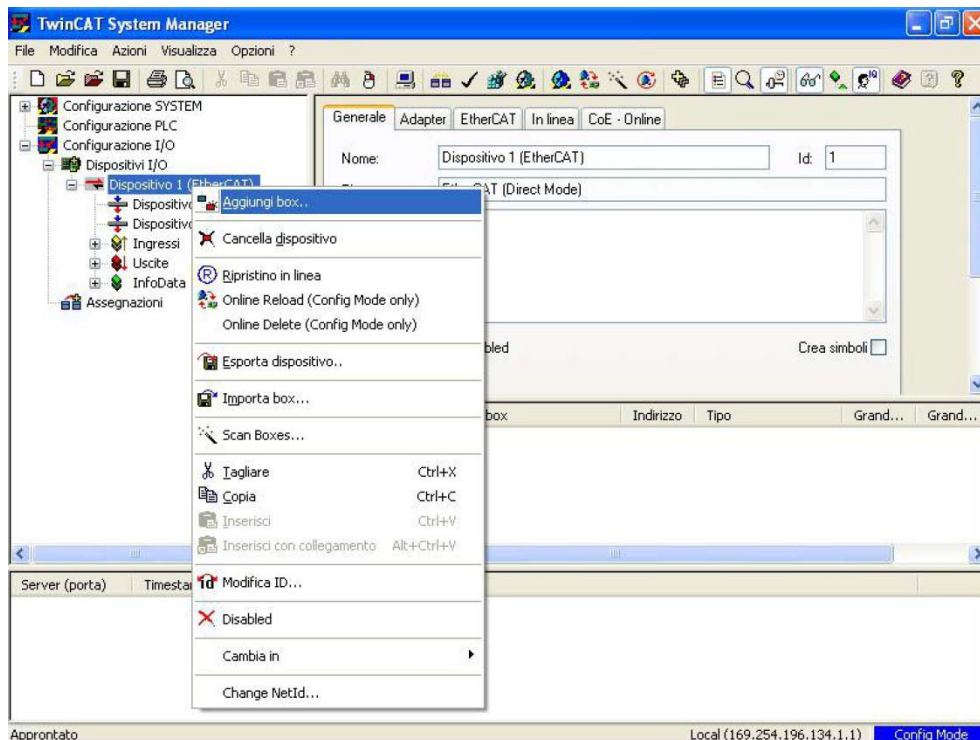 TwinCAT System Manager
File Modifica Azioni Visualizza Opzioni ?
Configurazione SYSTEM
Configurazione PLC
Configurazione I/O
Dispositivi I/O
Dispositivo 1 (EtherCAT)
Dispositivo
Dispositivo
Ingressi
Uscite
InfoData
Assegnazioni
Generale Adapter EtherCAT In linea CoE - Online
Nome: Dispositivo 1 (EtherCAT) Id: 1
(Direct Mode)
Crea simboli
box Indirizzo Tipo Grand... Grand...
Aggiungi box..
Cancella dispositivo
Ripristino in linea
Online Reload (Config Mode only)
Online Delete (Config Mode only)
Esporta dispositivo..
Importa box...
Scan Boxes...
Tagliare Ctrl+X
Copia Ctrl+C
Inserisci Ctrl+V
Inserisci con collegamento Alt+Ctrl+V
Modifica ID...
Disabled
Cambia in
Change NetId...
Server (porta) Timesta
Approntato Local (169.254.196.134.1.1) Config Mode